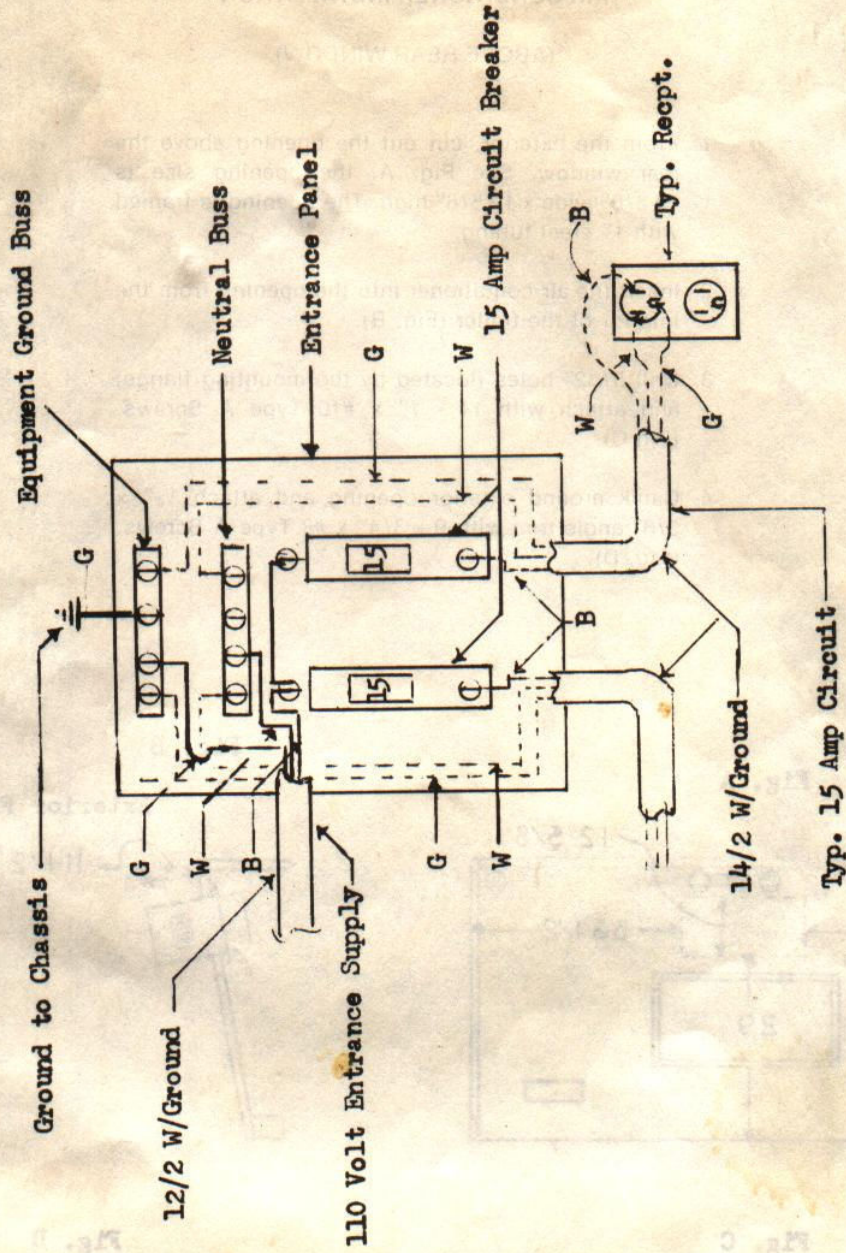 Equipment Ground Buss
Ground to Chassis
G
G
12/2 W/Ground
W
Neutral Buss
B
Entrance Panel
110 Volt Entrance Supply
G
15
15
G
W
W
15 Amp Circuit Breaker
B
B
W
Typ. Recpt.
G
14/2 W/Ground
Typ. 15 Amp Circuit